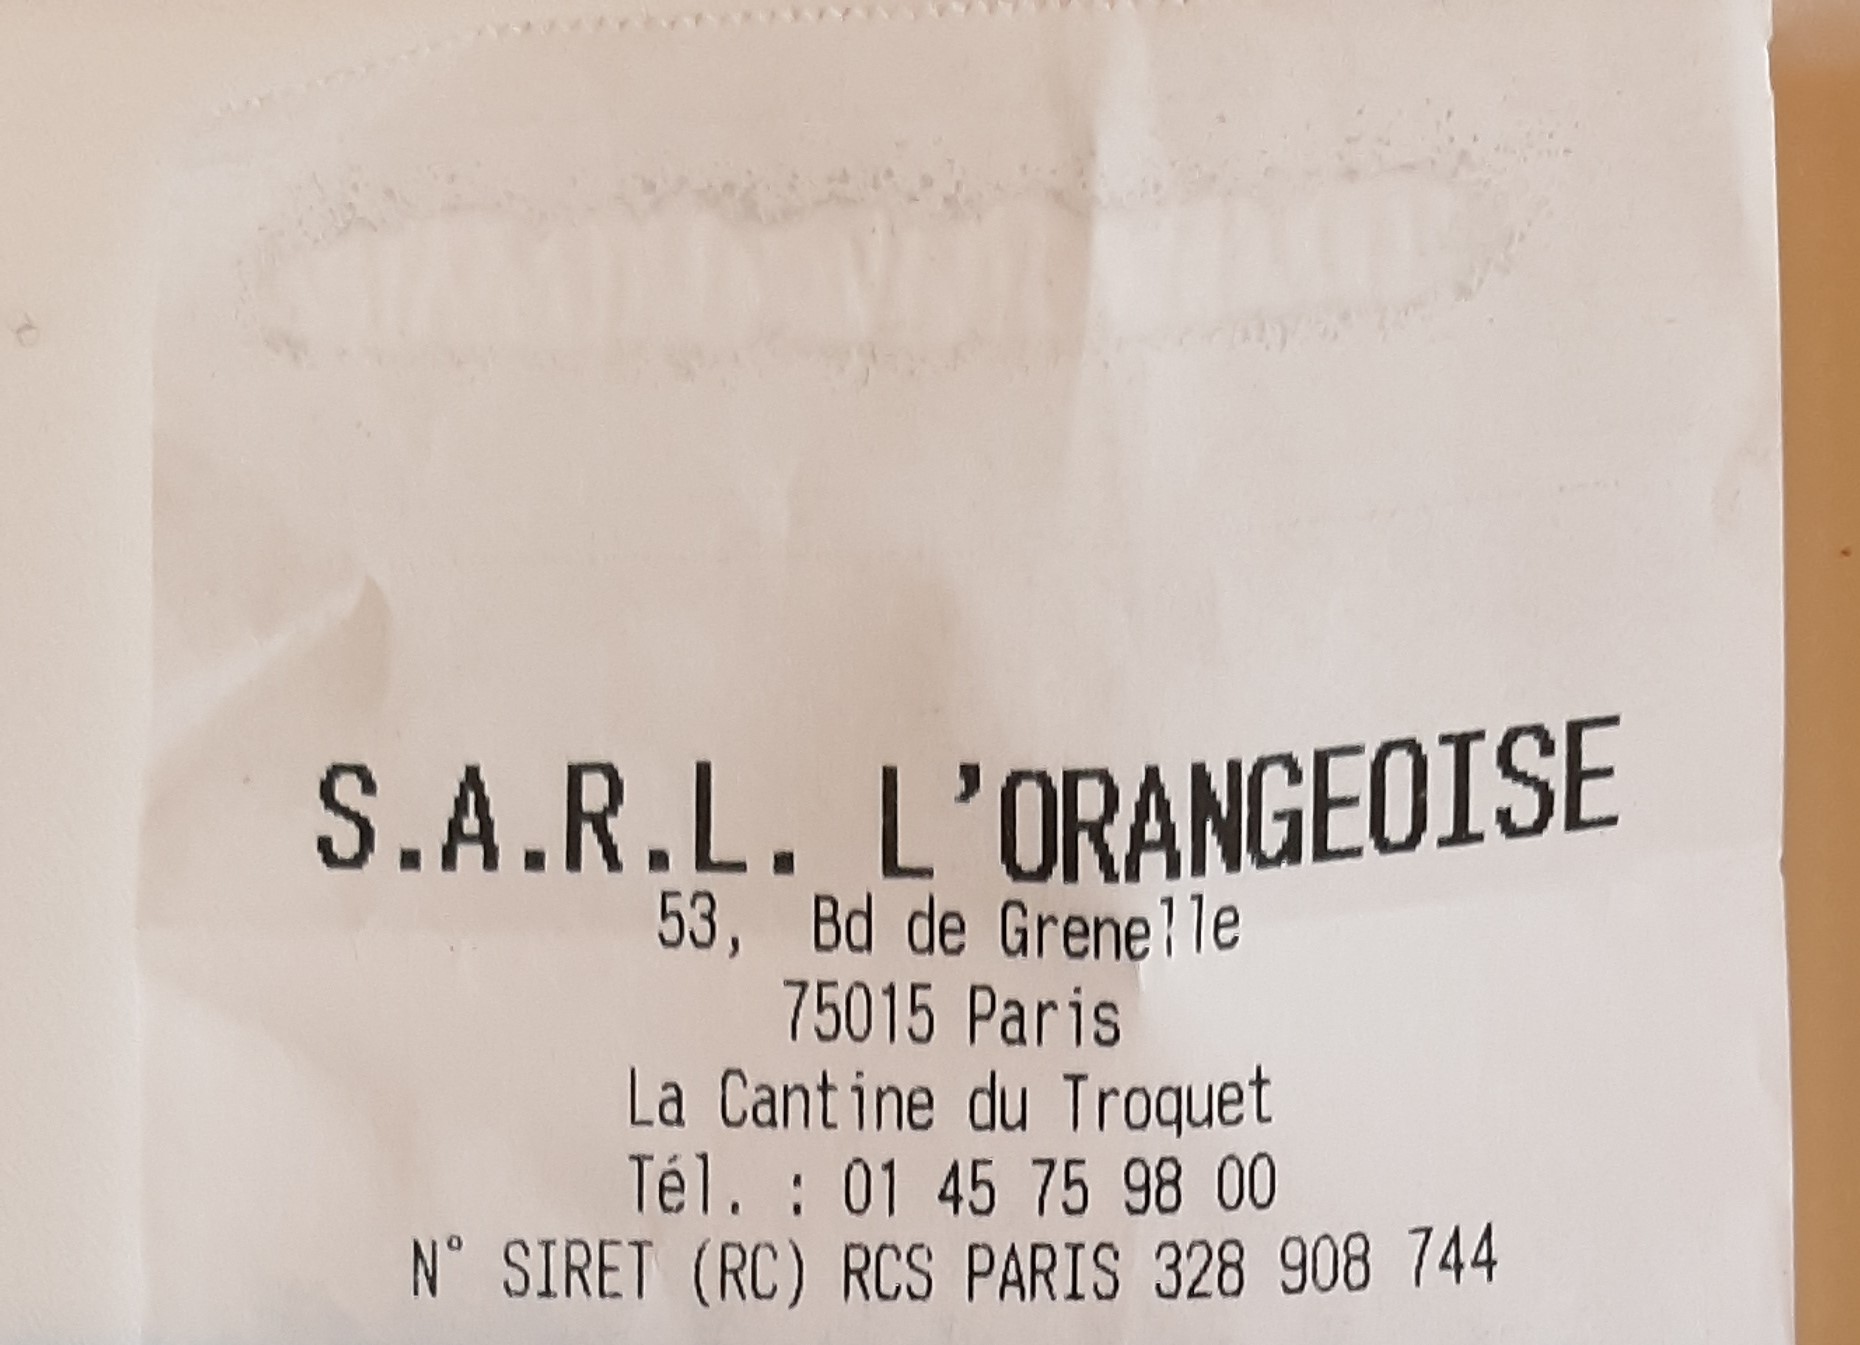 S.A.R.L. L'ORANGEOISE
53, Bd de Grenelle
75015 Paris
La Cantine du Troquet
Tél. : 01 45 75 98 00
N° SIRET (RC) RCS PARIS 328 908 744